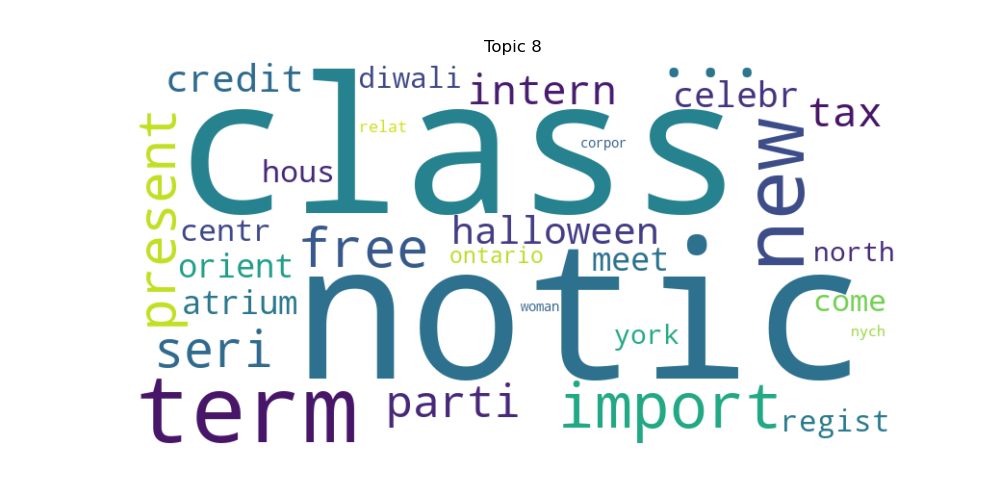 Topic 8
credit
diwali
intern
...
celebr
tax
class
relat
corpor
present
hous
new
centr
free
halloween
north
orient
ontario
meet
atrium
notic
woman
come
seri
york
nych
term
parti
import
regist